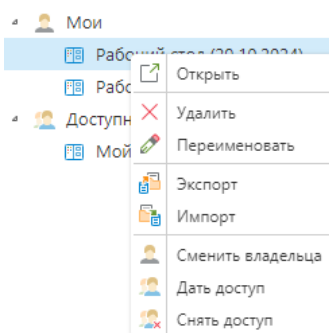 Мои
Рабочий стол (20.10.2024)
Открыть
Удалить
Доступн
Переименовать
Мой
Экспорт
Импорт
Сменить владельца
Дать доступ
Снять доступ